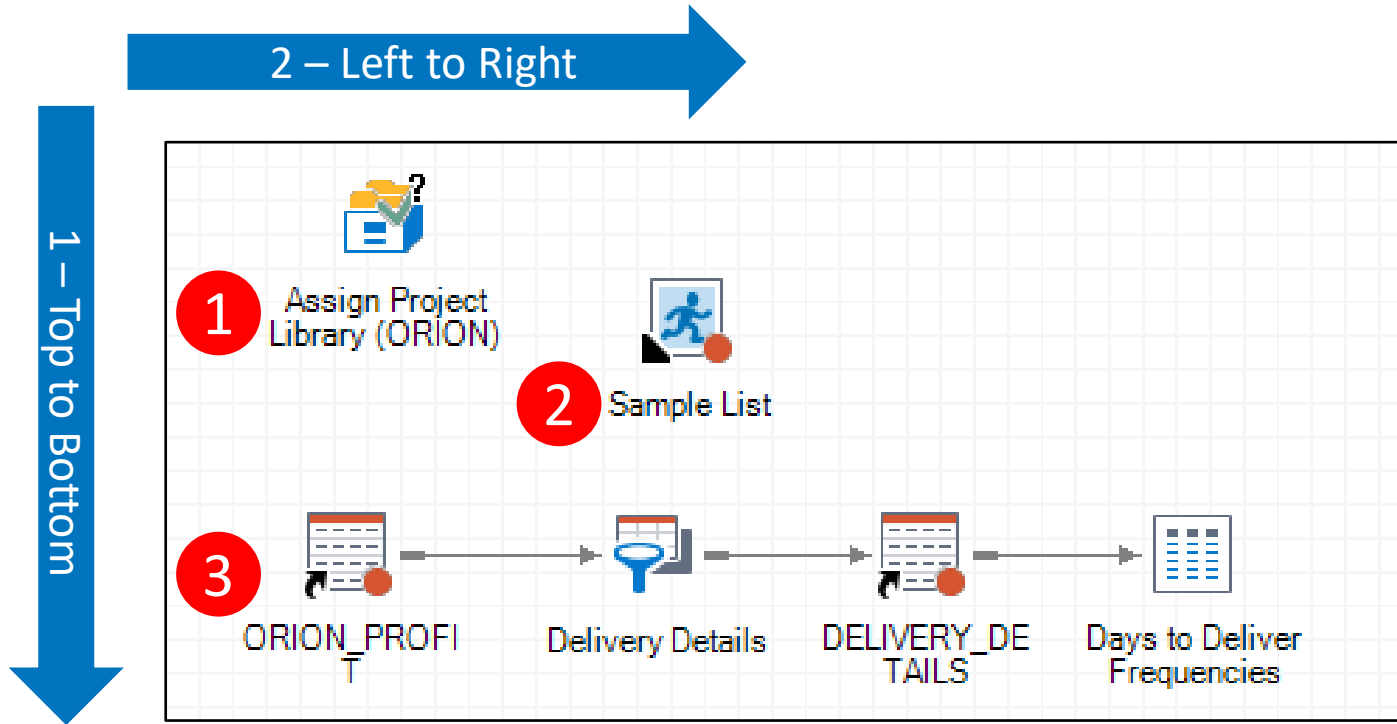 2 – Left to Right
1 – Top to Bottom
?
1
Assign Project
Library (ORION)
2
Sample List
3
ORION_PROFI
T
Delivery Details
DELIVERY_DE
TAILS
Days to Deliver
Frequencies